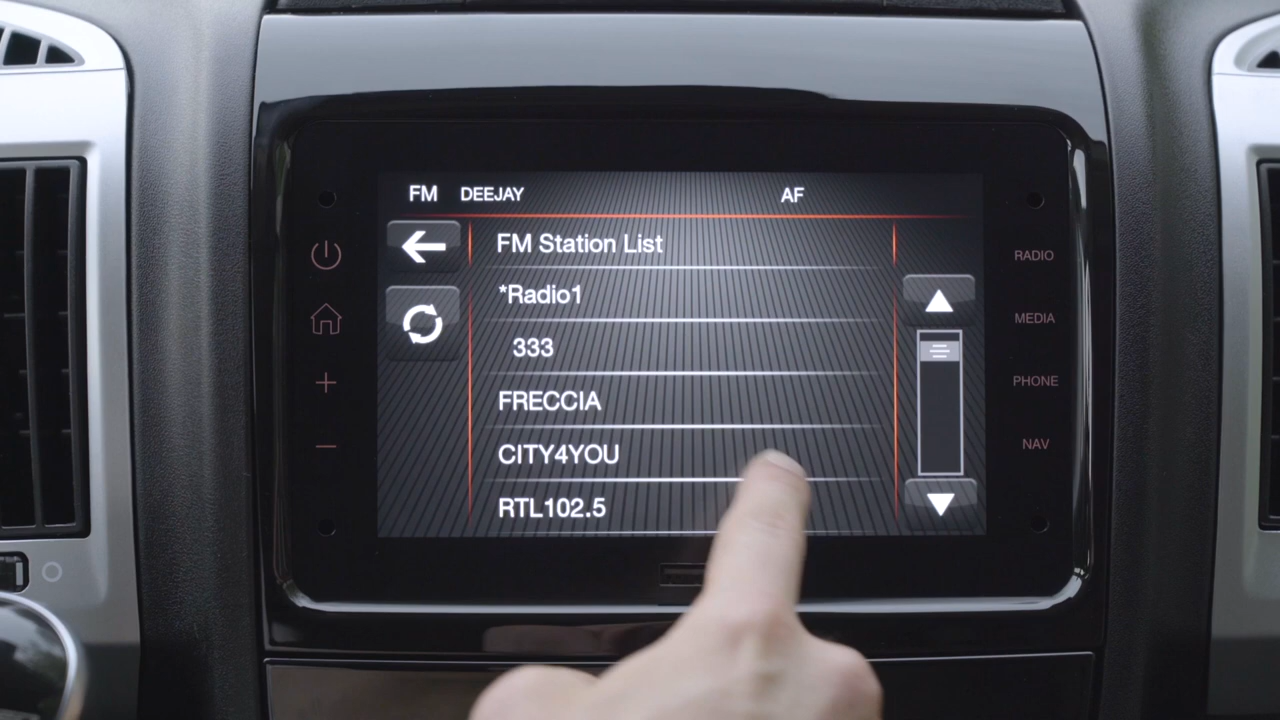 FM DEEJAY AF
FM Station List
*Radio1
333
FRECCIA
CITY4YOU
RTL102.5
RADIO
MEDIA
PHONE
NAV